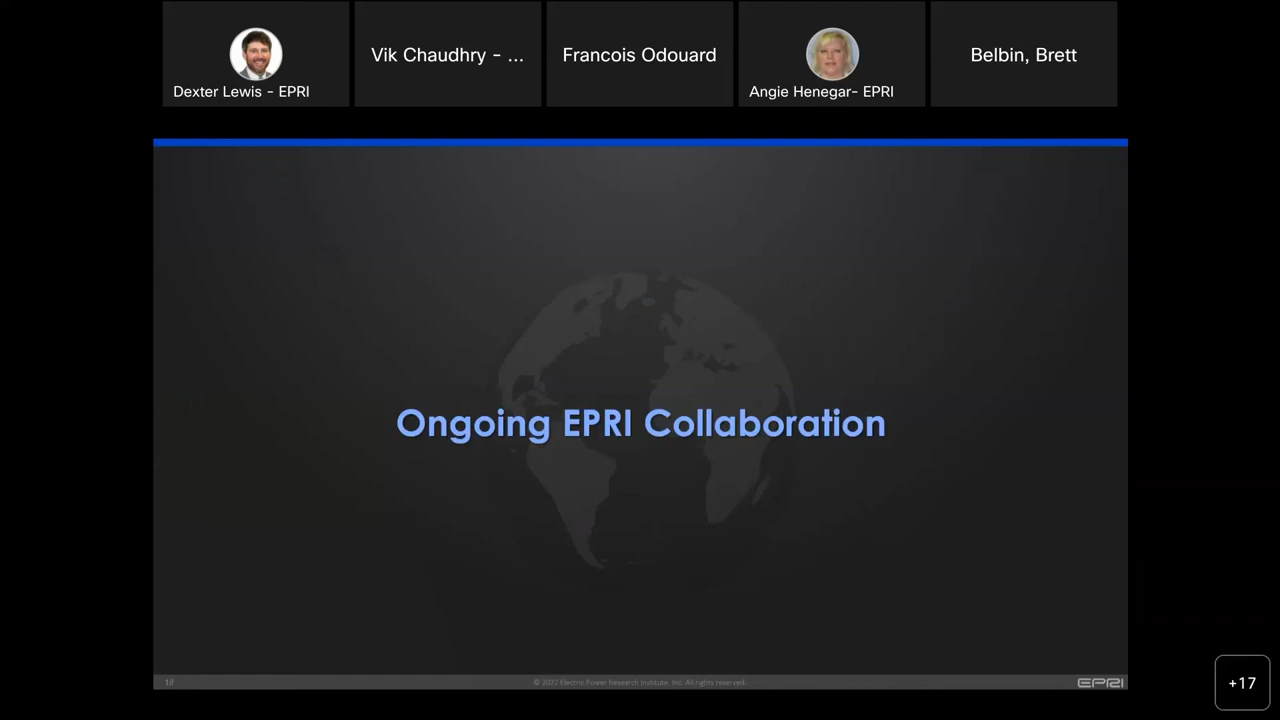 Vik Chaudhry - ...
Francois Odouard
Belbin, Brett
Dexter Lewis - EPRI
Angie Henegar- EPRI
Ongoing EPRI Collaboration
18
© 2022 Electric Power Research Institute, Inc. All rights reserved.
EPRI
+17